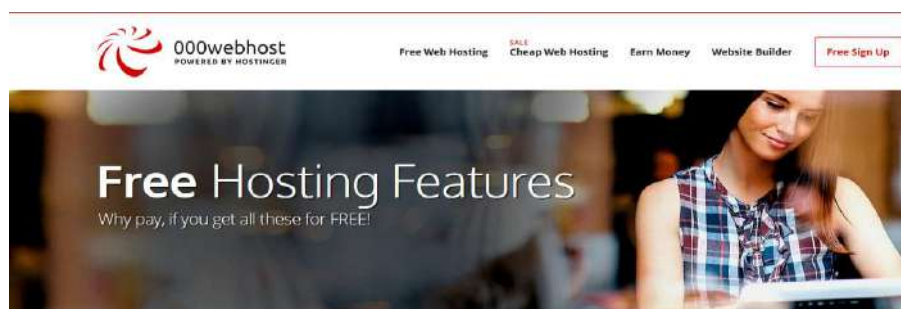 000webhost
POWERED BY HOSTINGER
Free Web Hosting
SALE
Cheap Web Hosting
Earn Money
Website Builder
Free Sign Up
Free Hosting Features
Why pay, if you get all these for FREE!